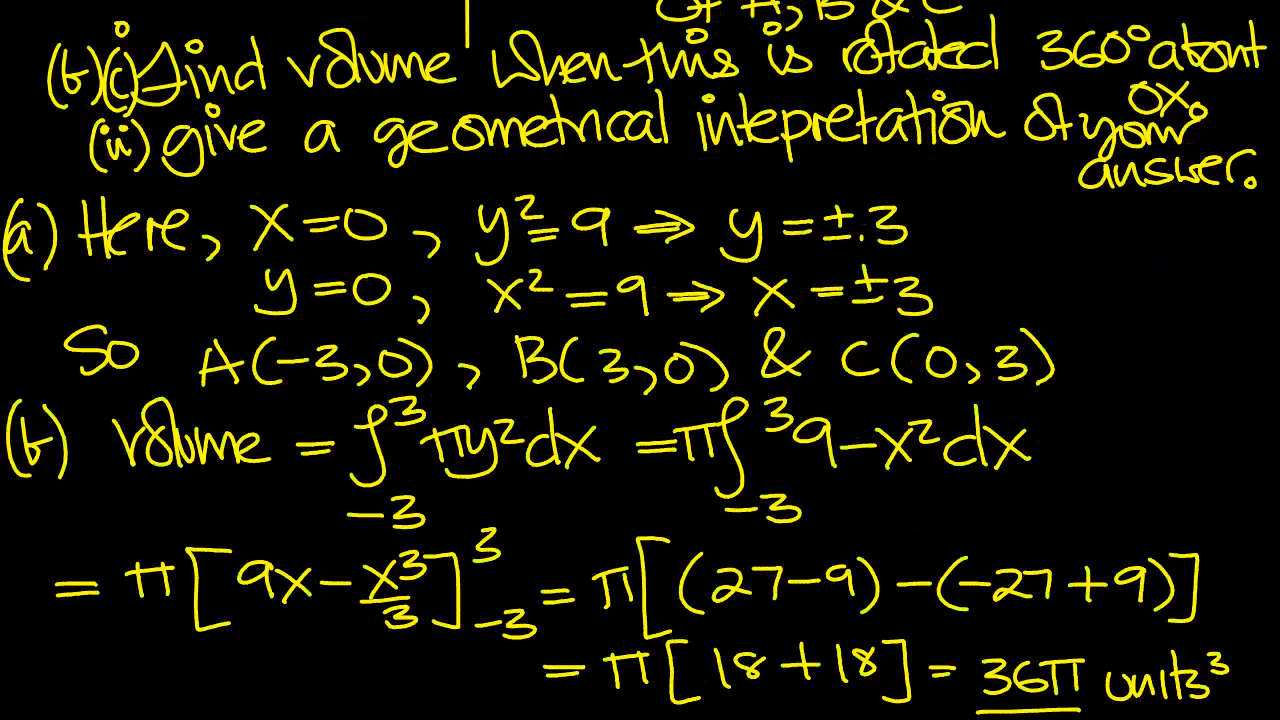 of A, B & C
(b)(i) find volume when this is rotated 360° about OX.
(ii) give a geometrical intepretation of your answer.
(a) Here, x=0, y²=9 ⇒ y=±3
y=0, x²=9 ⇒ x=±3
So A(-3,0), B(3,0) & C(0,3)
(b) volume = ∫₋₃³ πy²dx = π∫₋₃³ 9-x²dx
= π[9x - x³/3]₋₃³ = π[(27-9)-(-27+9)]
= π[18+18] = 36π units³